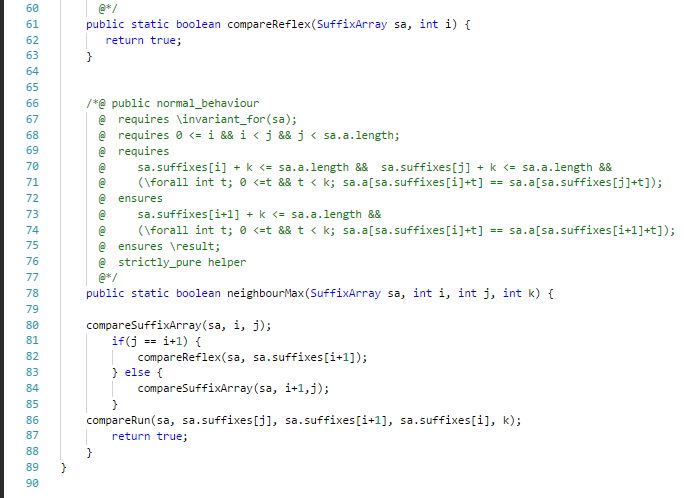 60 @*/
61 public static boolean compareReflex(SuffixArray sa, int i) {
62 return true;
63 }
64
65
66 /*@ public normal_behaviour
67 @ requires \invariant_for(sa);
68 @ requires 0 <= i && i < j && j < sa.a.length;
69 @ requires
70 @ sa.suffixes[i] + k <= sa.a.length && sa.suffixes[j] + k <= sa.a.length &&
71 @ (\forall int t; 0 <=t && t < k; sa.a[sa.suffixes[i]+t] == sa.a[sa.suffixes[j]+t]);
72 @ ensures
73 @ sa.suffixes[i+1] + k <= sa.a.length &&
74 @ (\forall int t; 0 <=t && t < k; sa.a[sa.suffixes[i]+t] == sa.a[sa.suffixes[i+1]+t]);
75 @ ensures \result;
76 @ strictly_pure helper
77 @*/
78 public static boolean neighbourMax(SuffixArray sa, int i, int j, int k) {
79
80 compareSuffixArray(sa, i, j);
81 if(j == i+1) {
82 compareReflex(sa, sa.suffixes[i+1]);
83 } else {
84 compareSuffixArray(sa, i+1,j);
85 }
86 compareRun(sa, sa.suffixes[j], sa.suffixes[i+1], sa.suffixes[i], k);
87 return true;
88 }
89 }
90